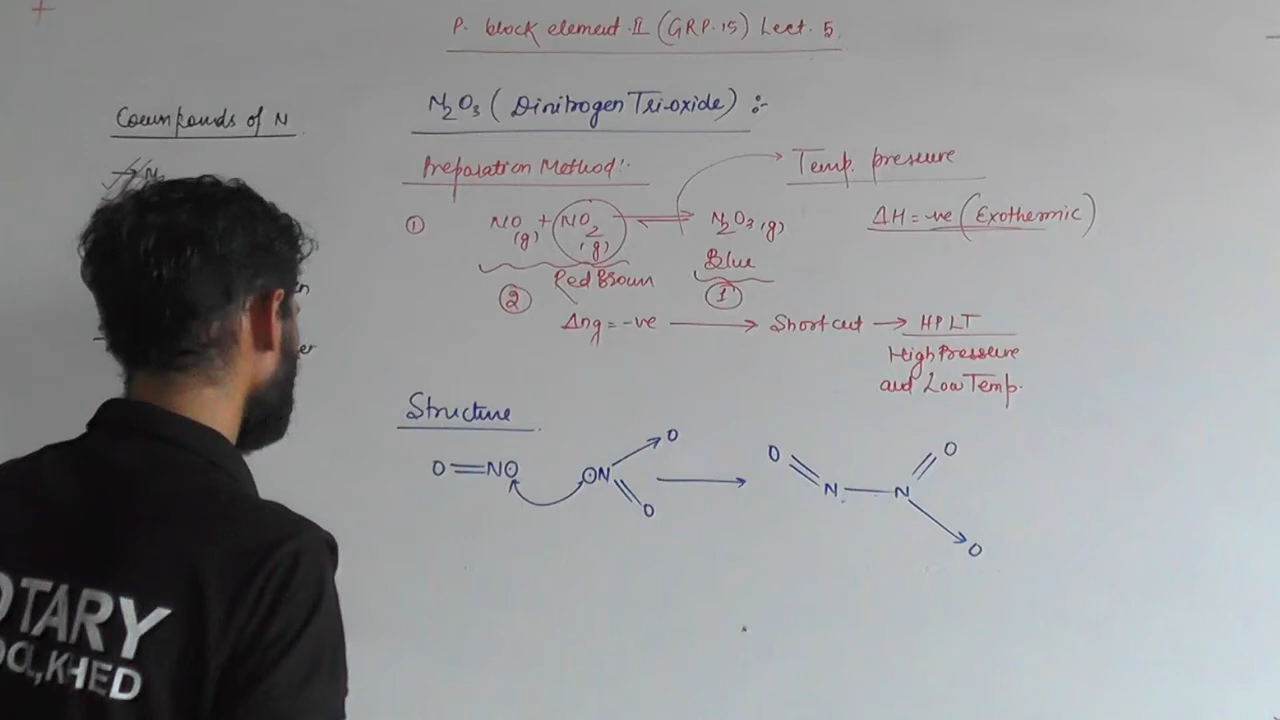 P. block element II (GRP.15) Lect. 5.
Compounds of N
N2O3 (Dinitrogen Tri-oxide) :-
Preparation Method:-
Temp. pressure
① NO (g) + NO2 (g) ⇌ N2O3 (g)
ΔH = -ve (Exothermic)
Red Brown
Blue
② ①
Δng = -ve → Short cut → HPLT
High Pressure
and Low Temp.
Structure
O=NO ON → O = O → O=N-N=O → O
OTARY
KHED